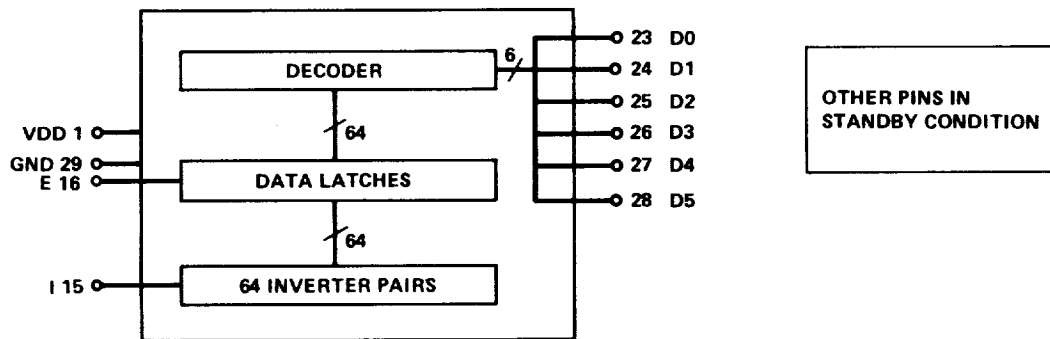 DECODER
6
23 D0
24 D1
25 D2
26 D3
27 D4
28 D5
64
VDD 1
GND 29
E 16
DATA LATCHES
64
I 15
64 INVERTER PAIRS
OTHER PINS IN
STANDBY CONDITION